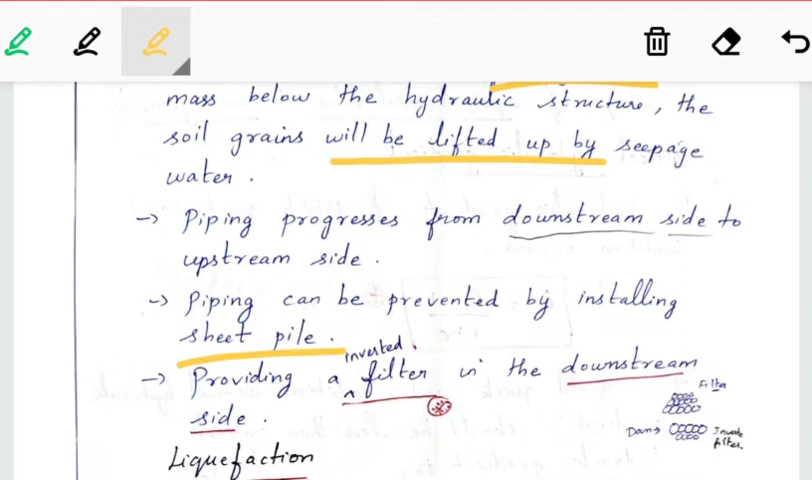 mass below the hydraulic structure, the
soil grains will be lifted up by seepage
water.
→ Piping progresses from downstream side to
upstream side.
→ Piping can be prevented by installing
sheet pile.
inverted
→ Providing a ^ filter in the downstream
side.
Filter
Dam→
Inverte
filter.
Liquefaction